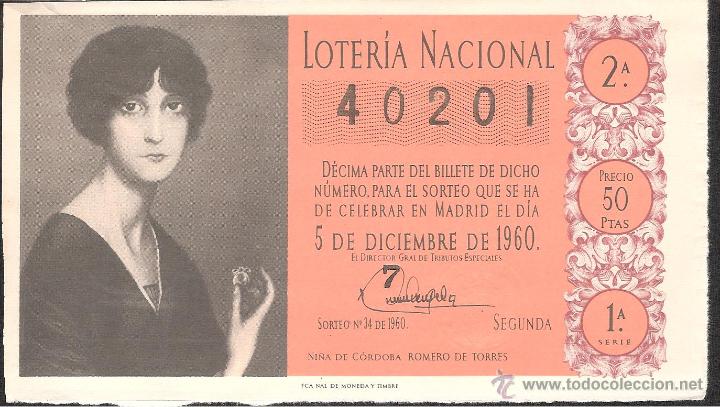 LOTERÍA NACIONAL
40201
DÉCIMA PARTE DEL BILLETE DE DICHO
NÚMERO, PARA EL SORTEO QUE SE HA
DE CELEBRAR EN MADRID EL DÍA
5 DE DICIEMBRE DE 1960.
EL DIRECTOR GRAL DE TRIBUTOS ESPECIALES
7
SORTEO Nº 34 DE 1960.
SEGUNDA
NIÑA DE CÓRDOBA ROMERO DE TORRES
2ª.
PRECIO
50
PTAS
1ª.
SERIE
FCA NAL DE MONEDA Y TIMBRE
www.todocoleccion.net